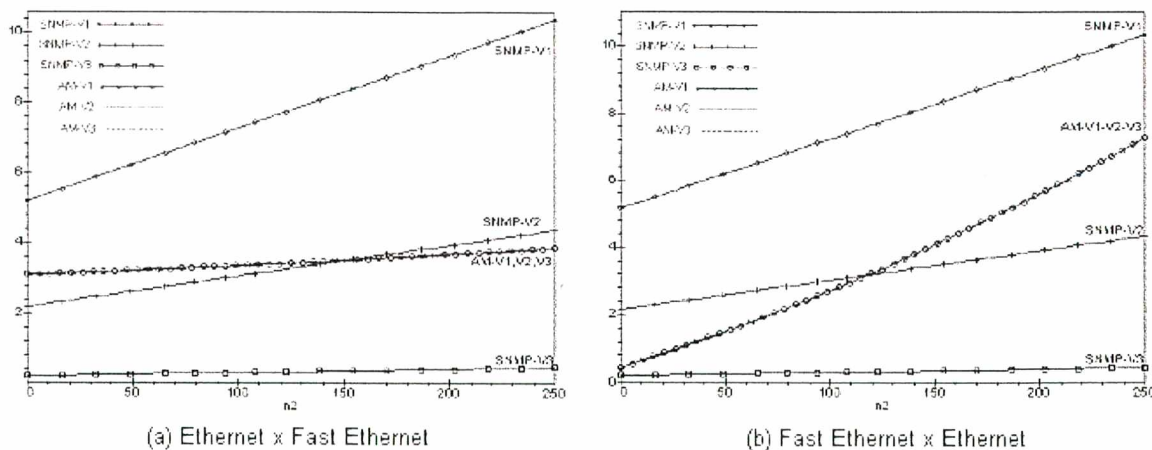 SNMP-V1
SNMP-V2
SNMP-V3
AM-V1
AM-V2
AM-V3
10
8
6
4
2
0
SNMP-V1
SNMP-V2
AM-V1,V2,V3
SNMP-V3
0 50 100 150 200 250
n2
(a) Ethernet x Fast Ethernet
SNMP-V1
SNMP-V2
SNMP-V3
AM-V1
AM-V2
AM-V3
10
8
6
4
2
0
SNMP-V1
AM-V1-V2-V3
SNMP-V2
SNMP-V3
0 50 100 150 200 250
n2
(b) Fast Ethernet x Ethernet